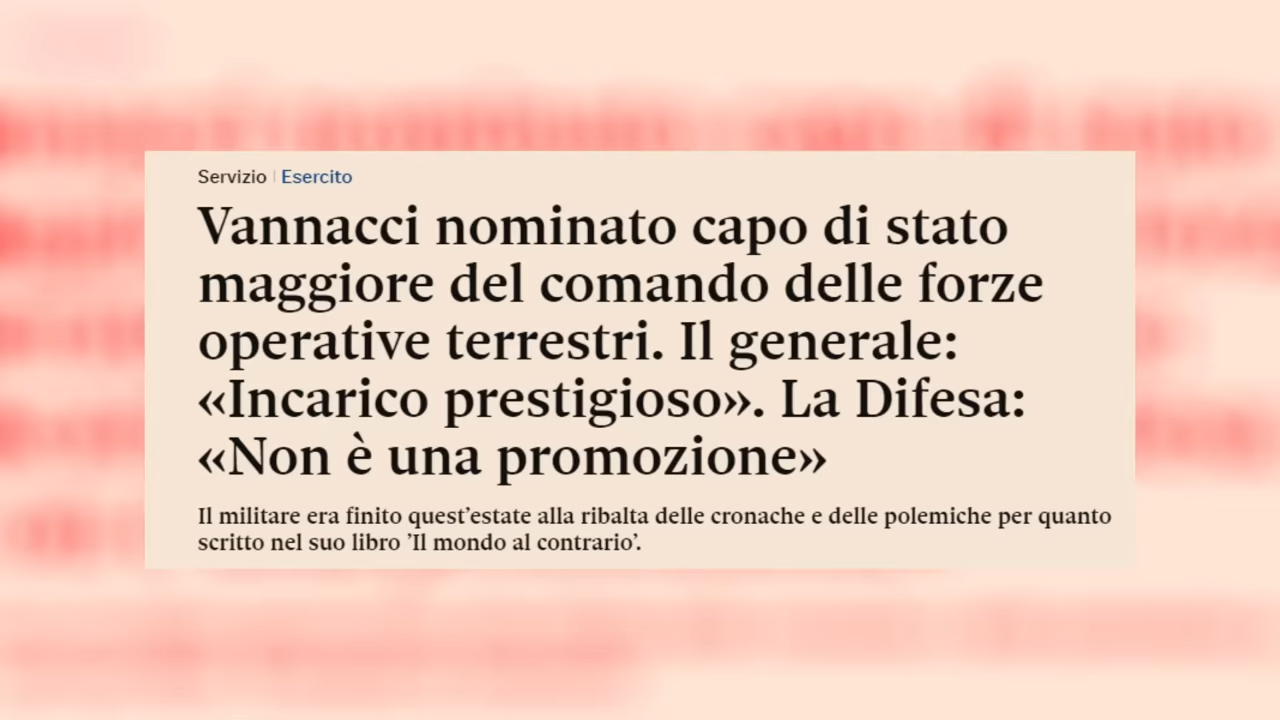 Servizio | Esercito
Vannacci nominato capo di stato
maggiore del comando delle forze
operative terrestri. Il generale:
«Incarico prestigioso». La Difesa:
«Non è una promozione»
Il militare era finito quest’estate alla ribalta delle cronache e delle polemiche per quanto
scritto nel suo libro ’Il mondo al contrario’.